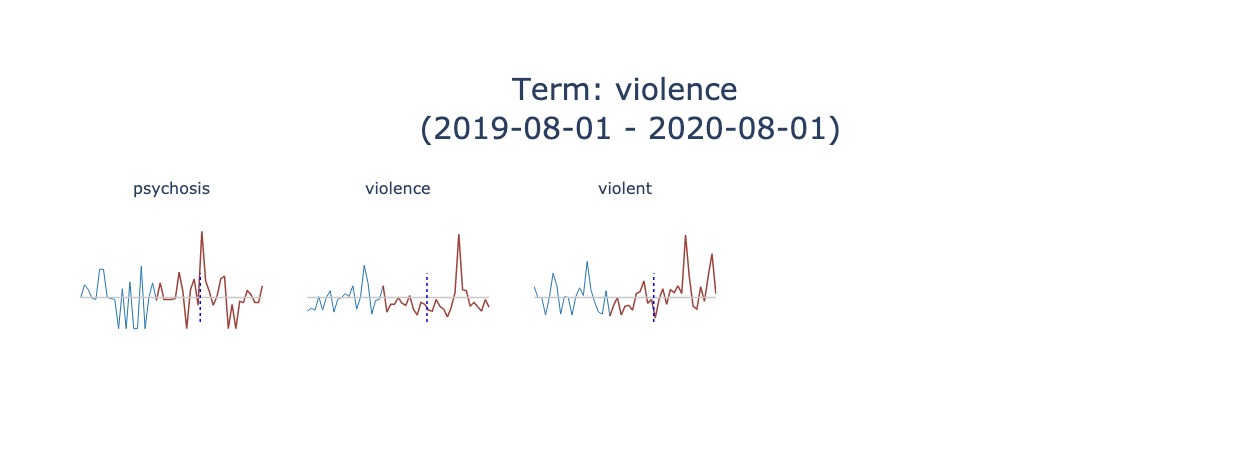 Term: violence
(2019-08-01 - 2020-08-01)
psychosis
violence
violent